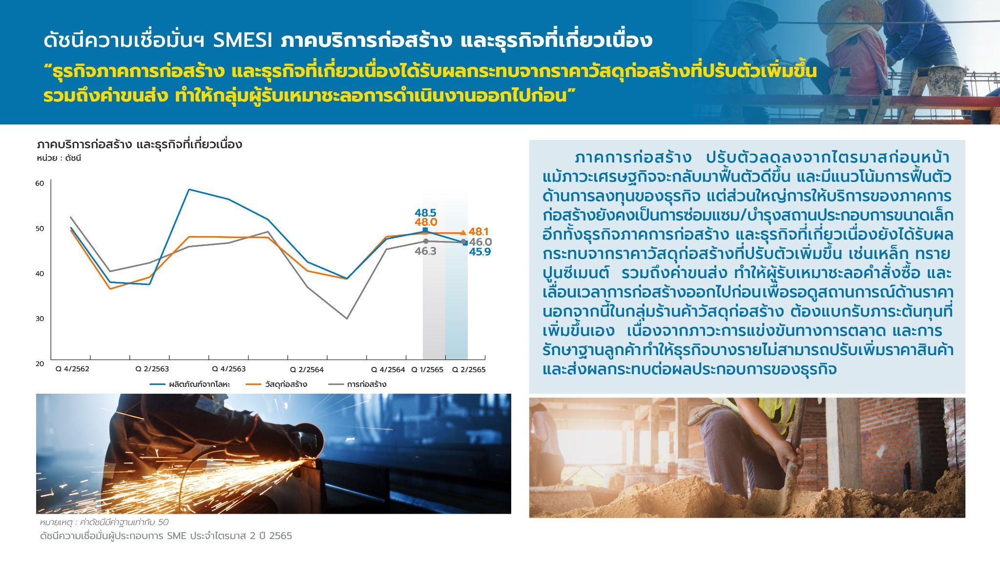 ดัชนีความเชื่อมั่นฯ SMESI ภาคบริการก่อสร้าง และธุรกิจที่เกี่ยวเนื่อง
“ธุรกิจภาคการก่อสร้าง และธุรกิจที่เกี่ยวเนื่องได้รับผลกระทบจากราคาวัสดุก่อสร้างที่ปรับตัวเพิ่มขึ้น
รวมถึงค่าขนส่ง ทำให้กลุ่มผู้รับเหมาชะลอการดำเนินงานออกไปก่อน”
ภาคบริการก่อสร้าง และธุรกิจที่เกี่ยวเนื่อง
หน่วย : ดัชนี
60
50
40
30
20
48.5
48.0
46.3
48.1
46.0
45.9
Q 4/2562 Q 2/2563 Q 4/2563 Q 2/2564 Q 4/2564 Q 1/2565 Q 2/2565
ผลิตภัณฑ์จากโลหะ วัสดุก่อสร้าง การก่อสร้าง
ภาคการก่อสร้าง ปรับตัวลดลงจากไตรมาสก่อนหน้า
แม้ภาวะเศรษฐกิจจะกลับมาฟื้นตัวดีขึ้น และมีแนวโน้มการฟื้นตัว
ด้านการลงทุนของธุรกิจ แต่ส่วนใหญ่การให้บริการของภาคการ
ก่อสร้างยังคงเป็นการซ่อมแซม/บำรุงสถานประกอบการขนาดเล็ก
อีกทั้งธุรกิจภาคการก่อสร้าง และธุรกิจที่เกี่ยวเนื่องยังได้รับผล
กระทบจากราคาวัสดุก่อสร้างที่ปรับตัวเพิ่มขึ้น เช่นเหล็ก ทราย
ปูนซีเมนต์ รวมถึงค่าขนส่ง ทำให้ผู้รับเหมาชะลอคำสั่งซื้อ และ
เลื่อนเวลาการก่อสร้างออกไปก่อนเพื่อรอดูสถานการณ์ด้านราคา
นอกจากนี้ในกลุ่มร้านค้าวัสดุก่อสร้าง ต้องแบกรับภาระต้นทุนที่
เพิ่มขึ้นเอง เนื่องจากภาวะการแข่งขันทางการตลาด และการ
รักษาฐานลูกค้าทำให้ธุรกิจบางรายไม่สามารถปรับเพิ่มราคาสินค้า
และส่งผลกระทบต่อผลประกอบการของธุรกิจ
หมายเหตุ : ค่าดัชนีมีค่าฐานเท่ากับ 50
ดัชนีความเชื่อมั่นผู้ประกอบการ SME ประจำไตรมาส 2 ปี 2565